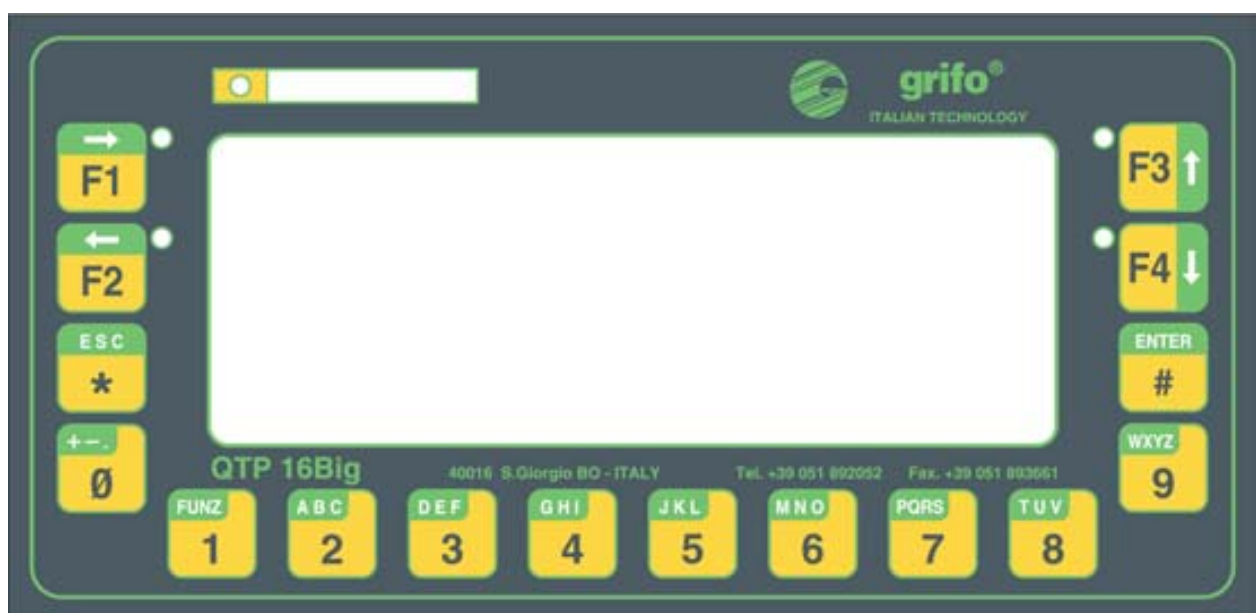 grifo®
ITALIAN TECHNOLOGY
→
F1
F3 ↑
←
F2
F4 ↓
ESC
*
ENTER
#
+-.
0
WXYZ
9
QTP 16Big
40016 S.Giorgio BO - ITALY
Tel. +39 051 892052
Fax. +39 051 893661
FUNZ
1
ABC
2
DEF
3
GHI
4
JKL
5
MNO
6
PQRS
7
TUV
8